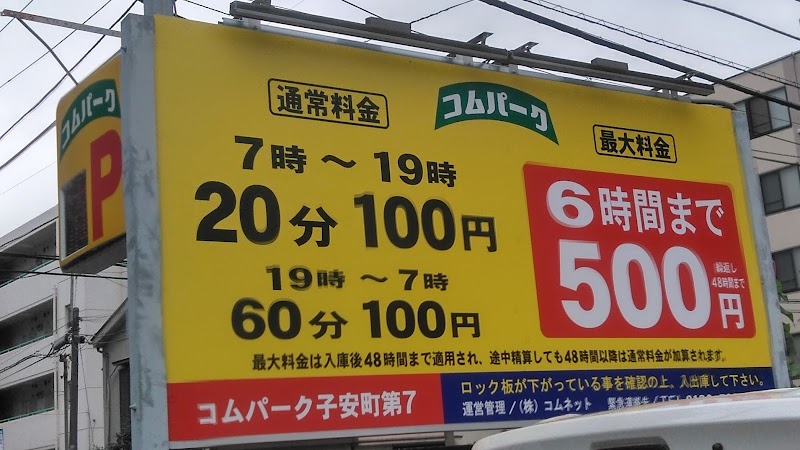 コムパーク
P
通常料金
コムパーク
最大料金
7時～19時
20分100円
19時～7時
60分100円
6時間まで
500円
繰返し
48時間まで
最大料金は入庫後48時間まで適用され、途中精算しても48時間以降は通常料金が加算されます。
コムパーク子安町第7
ロック板が下がっている事を確認の上、入出庫して下さい。
運営管理/(株)コムネット